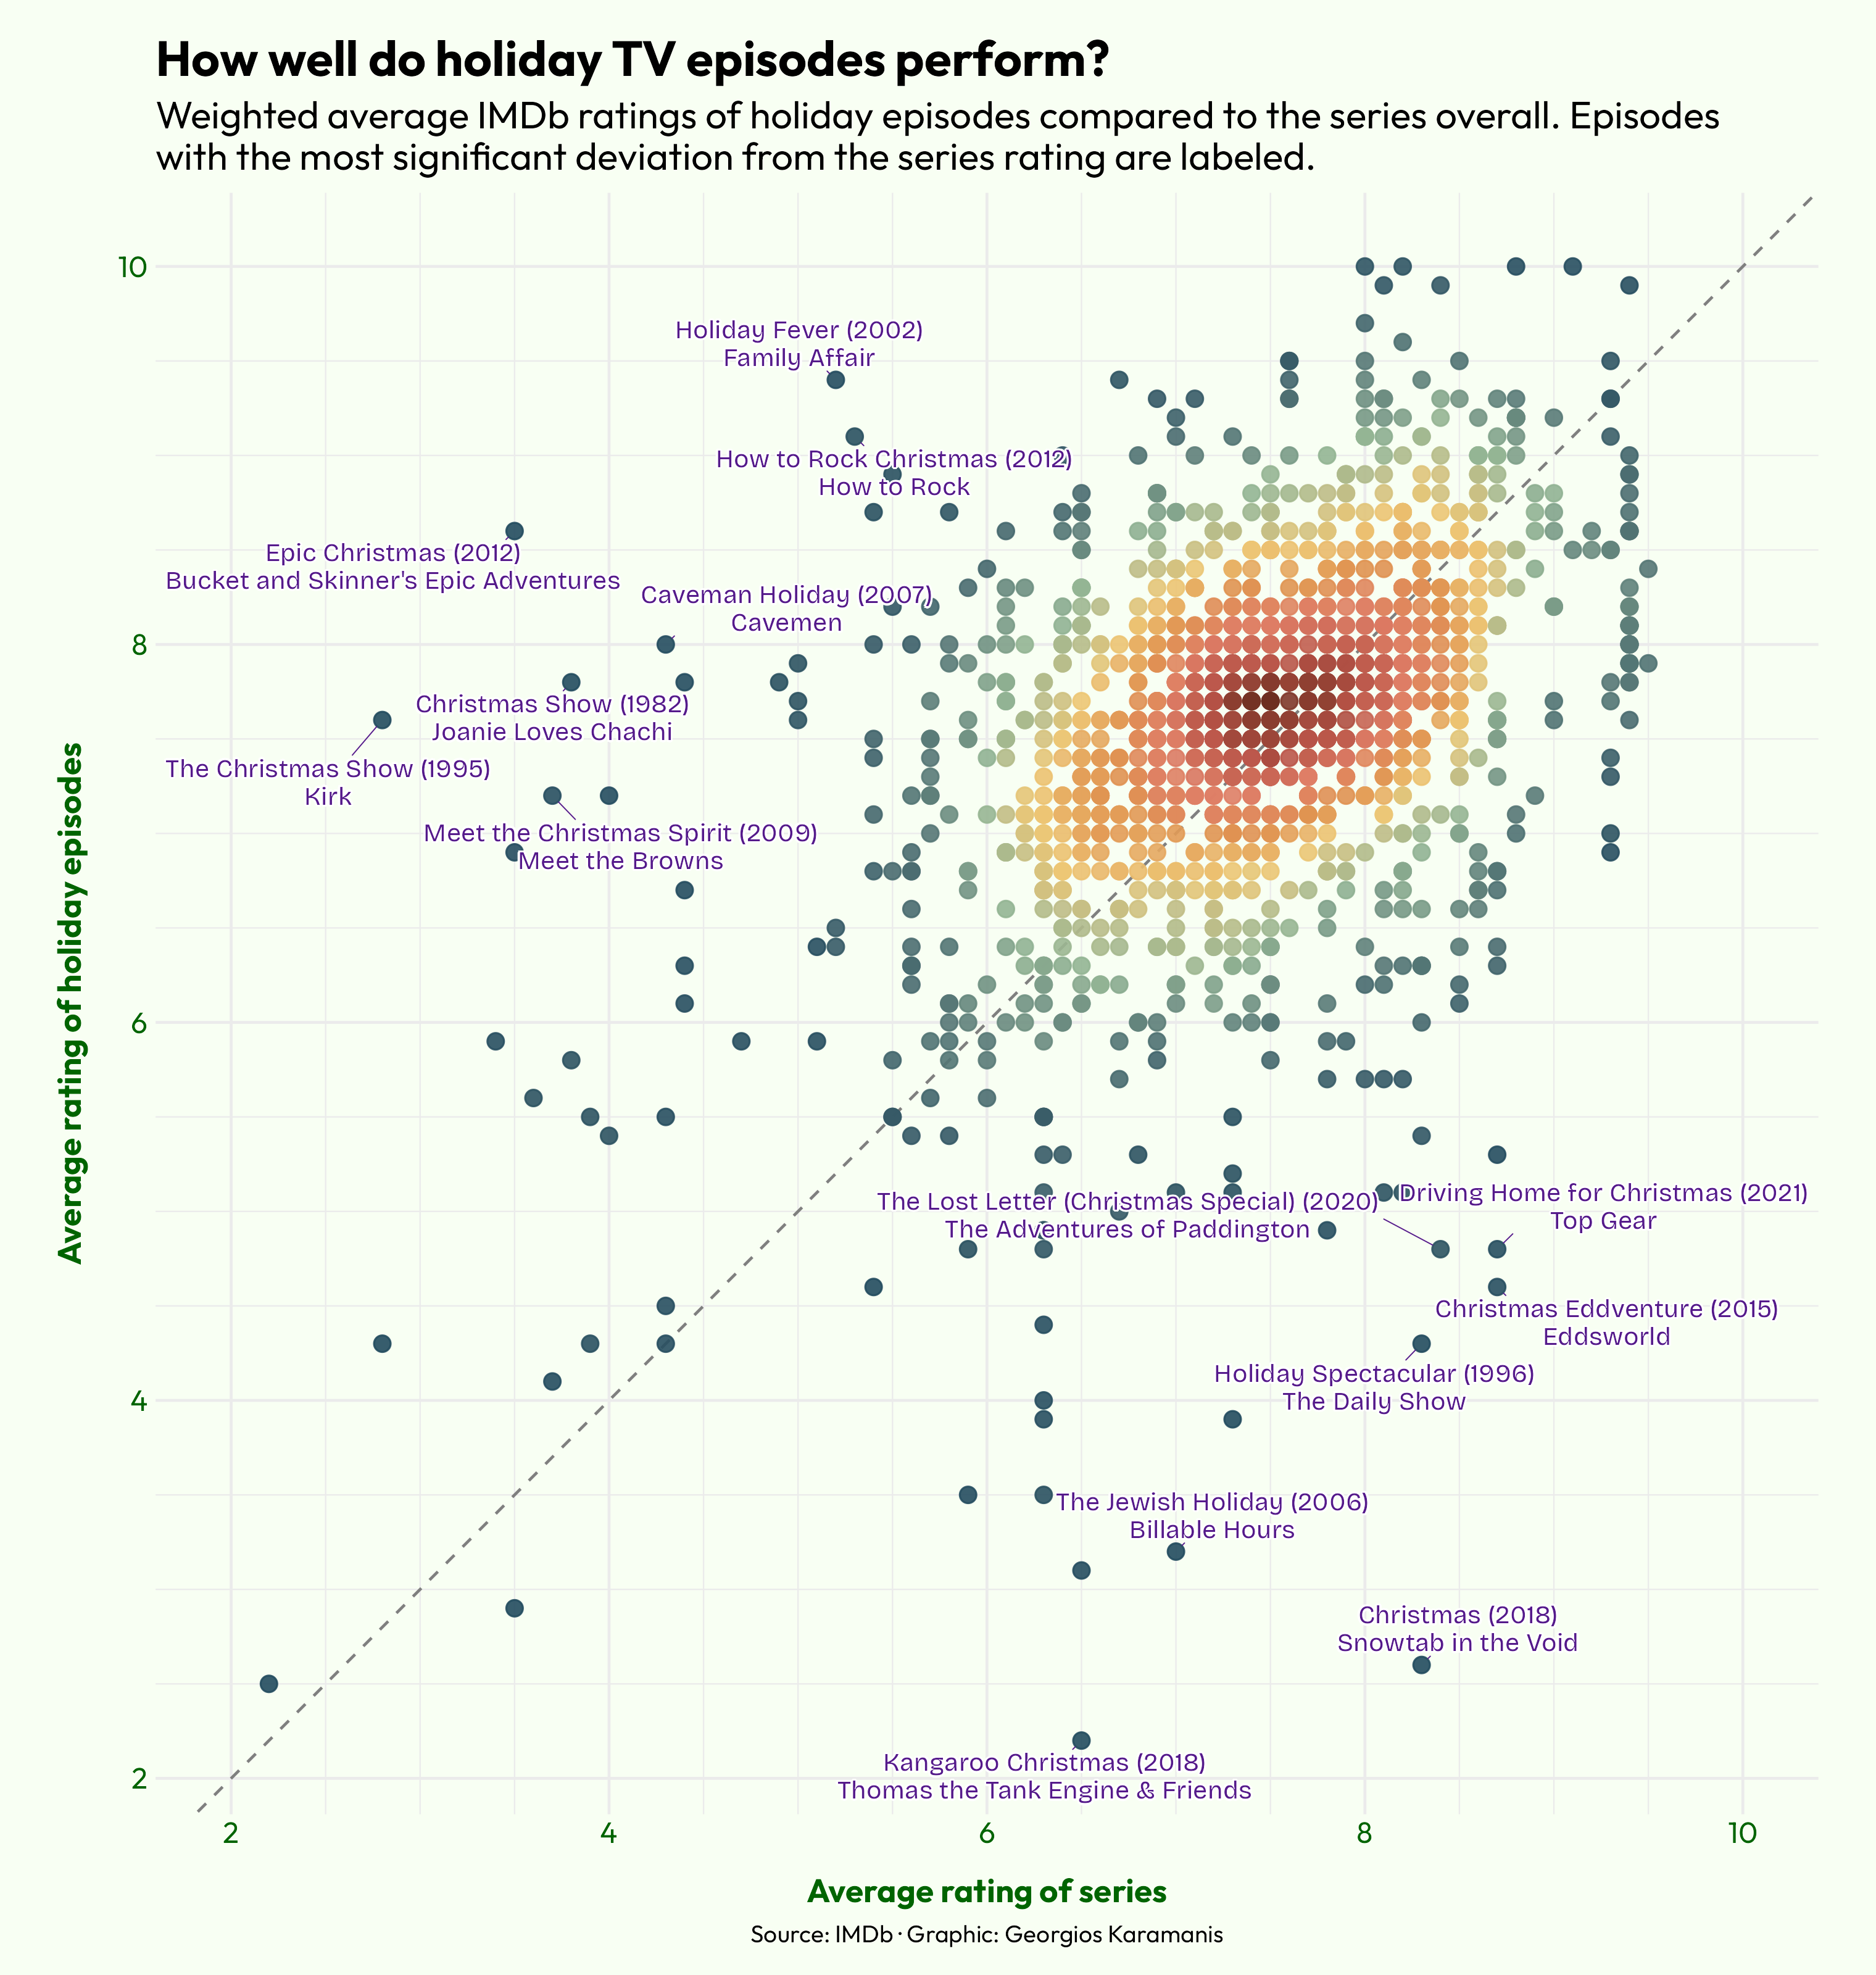 How well do holiday TV episodes perform?
Weighted average IMDb ratings of holiday episodes compared to the series overall. Episodes
with the most significant deviation from the series rating are labeled.
Average rating of holiday episodes
10
8
6
4
2
Holiday Fever (2002)
Family Affair
How to Rock Christmas (2012)
How to Rock
Epic Christmas (2012)
Bucket and Skinner's Epic Adventures
Caveman Holiday (2007)
Cavemen
Christmas Show (1982)
Joanie Loves Chachi
The Christmas Show (1995)
Kirk
Meet the Christmas Spirit (2009)
Meet the Browns
The Lost Letter (Christmas Special) (2020)
The Adventures of Paddington
Driving Home for Christmas (2021)
Top Gear
Christmas Eddventure (2015)
Eddsworld
Holiday Spectacular (1996)
The Daily Show
The Jewish Holiday (2006)
Billable Hours
Christmas (2018)
Snowtab in the Void
Kangaroo Christmas (2018)
Thomas the Tank Engine & Friends
2
4
6
8
10
Average rating of series
Source: IMDb · Graphic: Georgios Karamanis